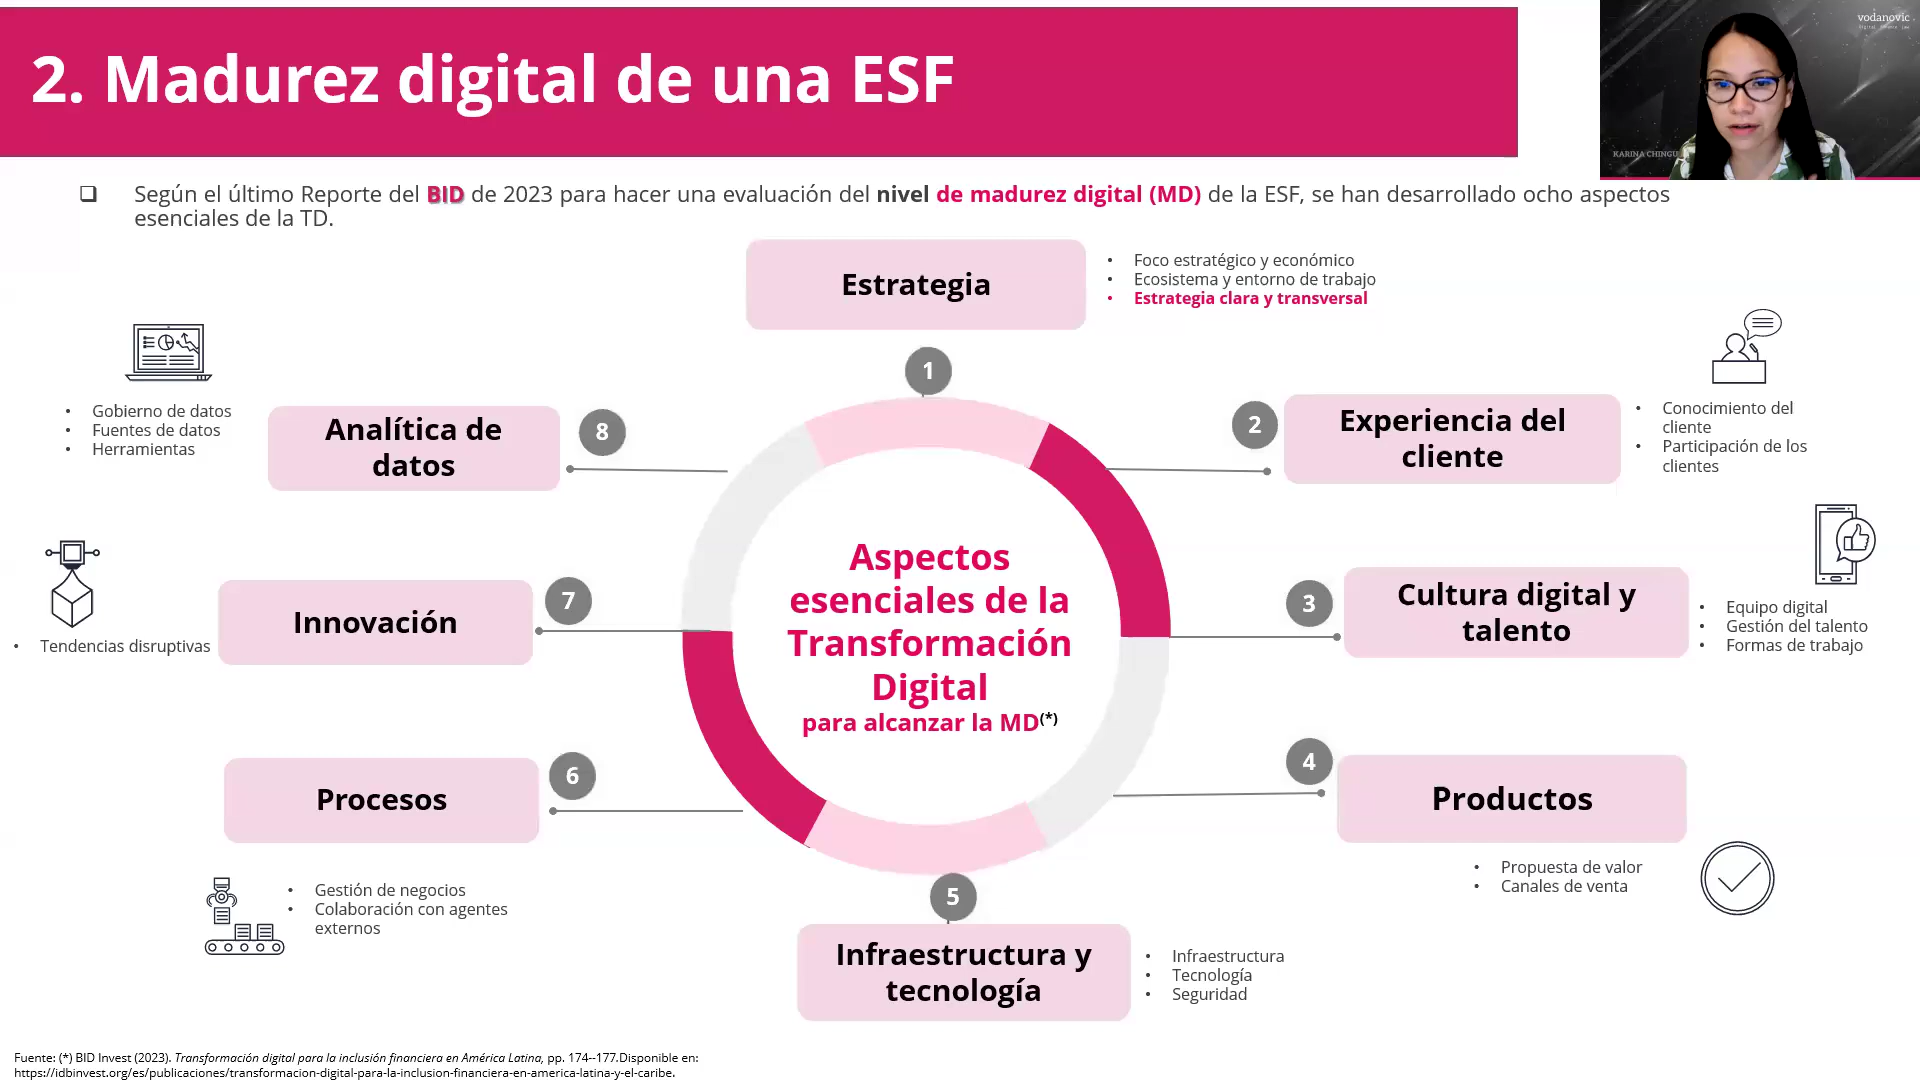 2. Madurez digital de una ESF
vodanovic
KARINA CHINGU
❑ Según el último Reporte del BID de 2023 para hacer una evaluación del nivel de madurez digital (MD) de la ESF, se han desarrollado ocho aspectos
esenciales de la TD.
Estrategia
• Foco estratégico y económico
• Ecosistema y entorno de trabajo
• Estrategia clara y transversal
1
2
Experiencia del
cliente
• Conocimiento del
cliente
• Participación de los
clientes
3
Cultura digital y
talento
• Equipo digital
• Gestión del talento
• Formas de trabajo
4
Productos
• Propuesta de valor
• Canales de venta
5
Infraestructura y
tecnología
• Infraestructura
• Tecnología
• Seguridad
6
Procesos
• Gestión de negocios
• Colaboración con agentes
externos
7
Innovación
• Tendencias disruptivas
8
Analítica de
datos
• Gobierno de datos
• Fuentes de datos
• Herramientas
Aspectos
esenciales de la
Transformación
Digital
para alcanzar la MD(*)
Fuente: (*) BID Invest (2023). Transformación digital para la inclusión financiera en América Latina, pp. 174--177.Disponible en:
https://idbinvest.org/es/publicaciones/transformacion-digital-para-la-inclusion-financiera-en-america-latina-y-el-caribe.